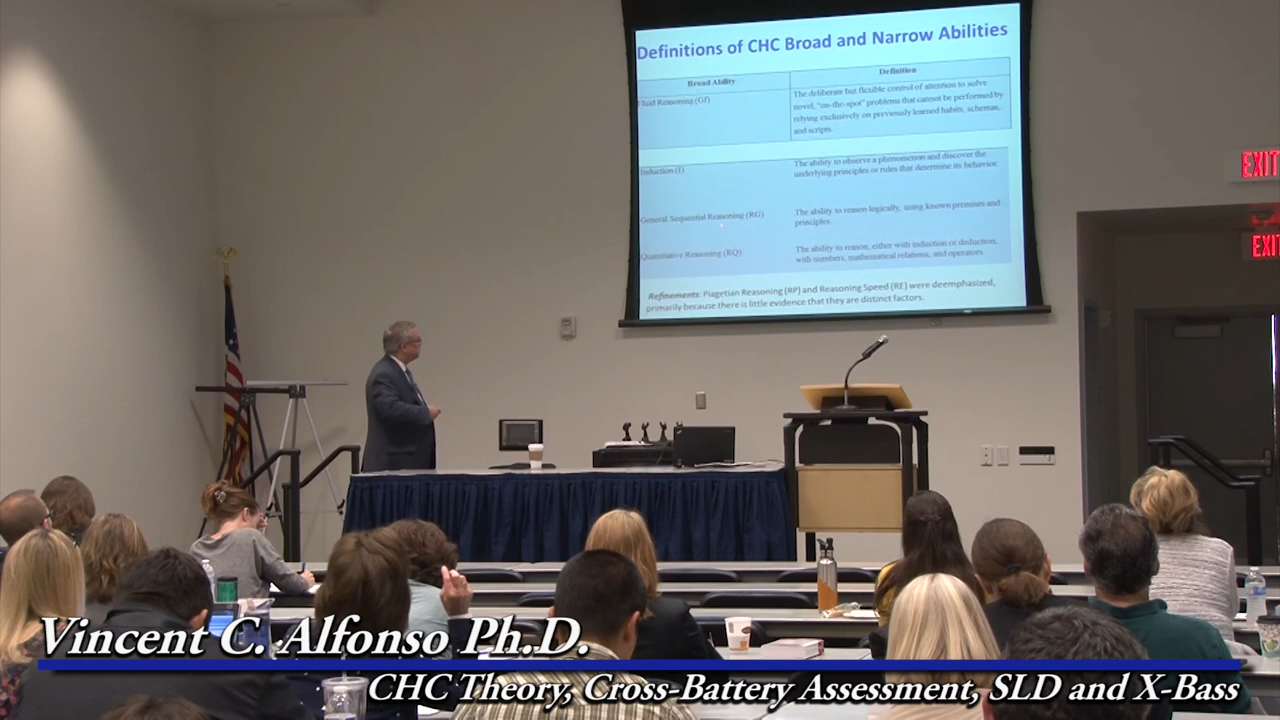 Definitions of CHC Broad and Narrow Abilities
Broad Ability
Definition
Fluid Reasoning (Gf)
The deliberate but flexible control of attention to solve
novel, "on-the-spot" problems that cannot be performed by
relying exclusively on previously learned habits, schemas,
and scripts.
Induction (I)
The ability to observe a phenomenon and discover the
underlying principles or rules that determine its behavior.
General Sequential Reasoning (RG)
The ability to reason logically, using known premises and
principles.
Quantitative Reasoning (RQ)
The ability to reason, either with induction or deduction,
with numbers, mathematical relations, and operators.
Refinements: Piagetian Reasoning (RP) and Reasoning Speed (RE) were deemphasized,
primarily because there is little evidence that they are distinct factors.
EXIT
EXIT
Vincent C. Alfonso Ph.D.
CHC Theory, Cross-Battery Assessment, SLD and X-Bass